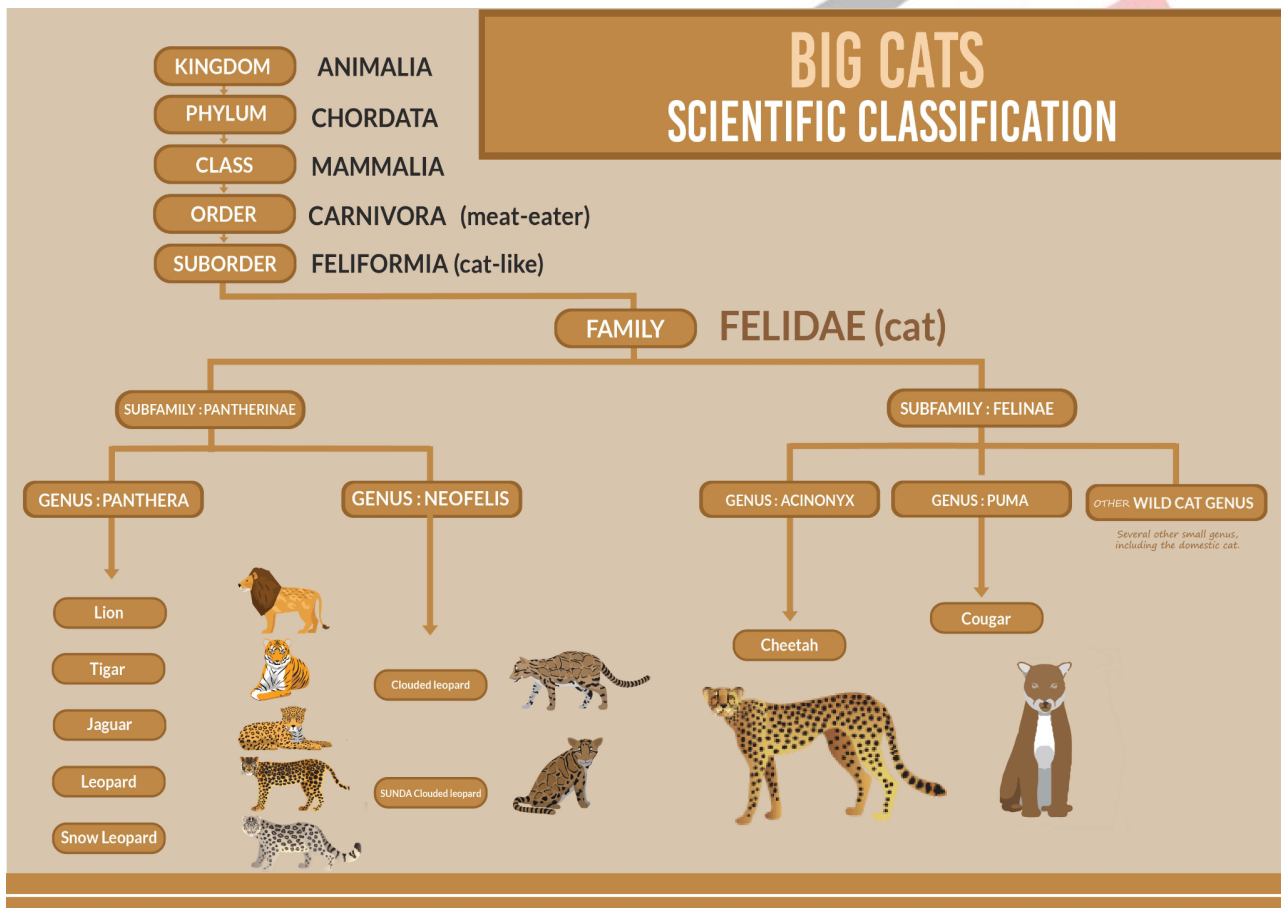 BIG CATS
SCIENTIFIC CLASSIFICATION
KINGDOM ANIMALIA
PHYLUM CHORDATA
CLASS MAMMALIA
ORDER CARNIVORA (meat-eater)
SUBORDER FELIFORMIA (cat-like)
FAMILY FELIDAE (cat)
SUBFAMILY : PANTHERINAE
SUBFAMILY : FELINAE
GENUS : PANTHERA
GENUS : NEOFELIS
GENUS : ACINONYX
GENUS : PUMA
OTHER WILD CAT GENUS
Several other small genus,
including the domestic cat.
Lion
Tigar
Jaguar
Leopard
Snow Leopard
Clouded leopard
SUNDA Clouded leopard
Cheetah
Cougar